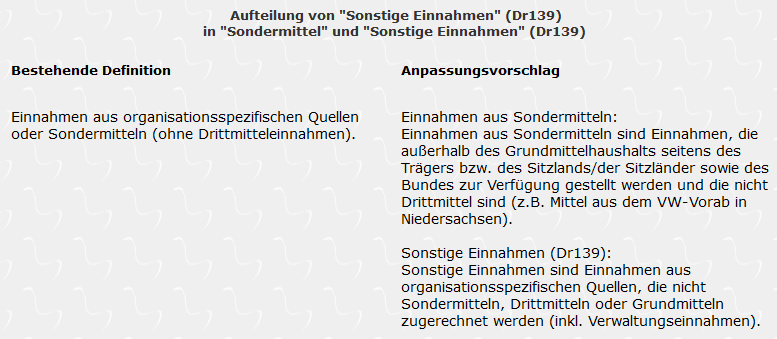 Aufteilung von "Sonstige Einnahmen" (Dr139)
in "Sondermittel" und "Sonstige Einnahmen" (Dr139)
Bestehende Definition
Einnahmen aus organisationsspezifischen Quellen
oder Sondermitteln (ohne Drittmitteleinnahmen).
Anpassungsvorschlag
Einnahmen aus Sondermitteln:
Einnahmen aus Sondermitteln sind Einnahmen, die
außerhalb des Grundmittelhaushalts seitens des
Trägers bzw. des Sitzlands/der Sitzländer sowie des
Bundes zur Verfügung gestellt werden und die nicht
Drittmittel sind (z.B. Mittel aus dem VW-Vorab in
Niedersachsen).
Sonstige Einnahmen (Dr139):
Sonstige Einnahmen sind Einnahmen aus
organisationsspezifischen Quellen, die nicht
Sondermitteln, Drittmitteln oder Grundmitteln
zugerechnet werden (inkl. Verwaltungseinnahmen).